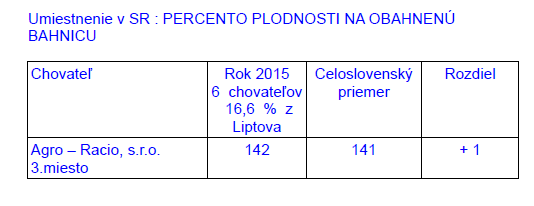 Umiestnenie v SR : PERCENTO PLODNOSTI NA OBAHNENÚ
BAHNICU
Chovateľ
Rok 2015
6 chovateľov
16,6 % z
Liptova
Celoslovenský
priemer
Rozdiel
Agro – Racio, s.r.o.
3.miesto
142
141
+ 1